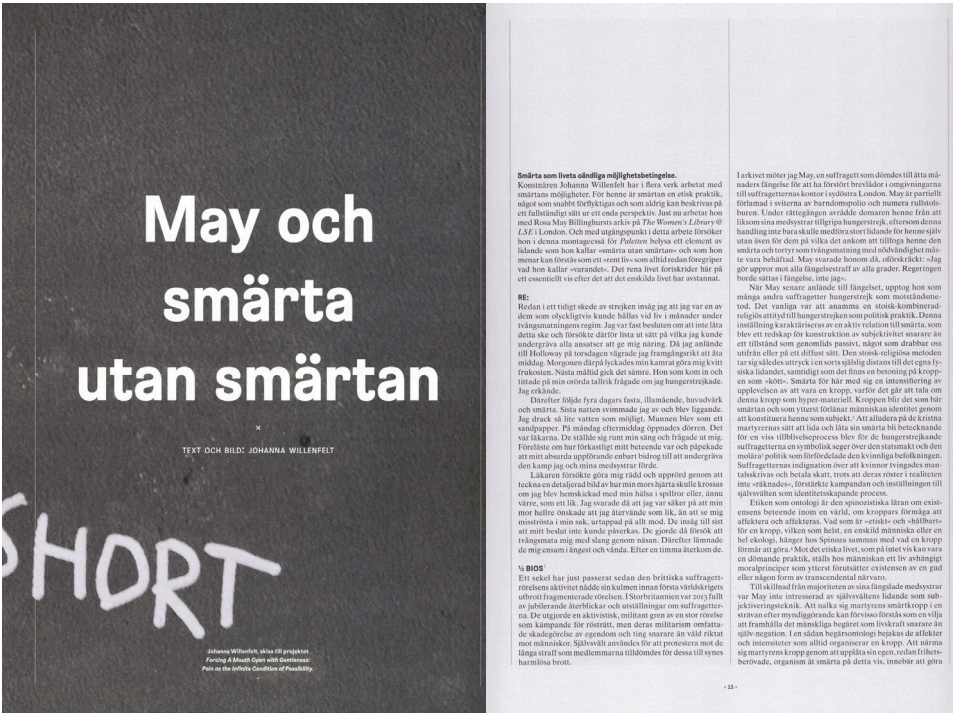 May och
smärta
utan smärtan
×
TEXT OCH BILD: JOHANNA WILLENFELT
SHORT
Johanna Willenfelt, skiss till projektet
Forcing A Mouth Open with Gentleness:
Pain as the Infinite Condition of Possibility.
Smärta som livets oändliga möjlighetsbetingelse.
Konstnären Johanna Willenfelt har i flera verk arbetat med
smärtans möjligheter. För henne är smärtan en etisk praktik,
något som snabbt förflyktigas och som aldrig kan beskrivas på
ett fullständigt sätt ur ett enda perspektiv. Just nu arbetar hon
med Rosa May Billinghursts arkiv på The Women's Library @
LSE i London. Och med utgångspunkt i detta arbete försöker
hon i denna montageessä för Paletten belysa ett element av
lidande som hon kallar »smärta utan smärtan« och som hon
menar kan förstås som ett »rent liv« som alltid redan föregriper
vad hon kallar »varandet«. Det rena livet fortskrider här på
ett essentiellt vis efter det att det enskilda livet har avstannat.
RE:
Redan i ett tidigt skede av strejken insåg jag att jag var en av
dem som olyckligtvis kunde hållas vid liv i månader under
tvångsmatningens regim. Jag var fast besluten om att inte låta
detta ske och försökte därför lista ut sätt på vilka jag kunde
undergräva alla ansatser att ge mig näring. Då jag anlände
till Holloway på torsdagen vägrade jag framgångsrikt att äta
middag. Morgonen därpå lyckades min kamrat göra mig kvitt
frukosten. Nästa måltid gick det sämre. Hon som kom in och
tittade på min orörda tallrik frågade om jag hungerstrejkade.
Jag erkände.
Därefter följde fyra dagars fasta, illamående, huvudvärk
och smärta. Sista natten svimmade jag av och blev liggande.
Jag drack så lite vatten som möjligt. Munnen blev som ett
sandpapper. På måndag eftermiddag öppnades dörren. Det
var läkarna. De ställde sig runt min säng och frågade ut mig.
Föreläste om hur förkastligt mitt beteende var och påpekade
att mitt absurda uppförande enbart bidrog till att undergräva
den kamp jag och mina medsystrar förde.
Läkaren försökte göra mig rädd och upprörd genom att
teckna en detaljerad bild av hur min mors hjärta skulle krossas
om jag blev hemskickad med min hälsa i spillror eller, ännu
värre, som ett lik. Jag svarade då att jag var säker på att min
mor hellre önskade att jag återvände som lik, än att se mig
misströsta i min sak, urtappad på allt mod. De insåg till sist
att mitt beslut inte kunde påverkas. De gjorde då försök att
tvångsmata mig med slang genom näsan. Därefter lämnade
de mig ensam i ångest och vånda. Efter en timma återkom de.
½ BIOS¹
Ett sekel har just passerat sedan den brittiska suffragett-
rörelsens aktivitet nådde sin kulmen innan första världskrigets
utbrott fragmenterade rörelsen. I Storbritannien var 2013 fullt
av jubilerande återblickar och utställningar om suffragetter-
na. De utgjorde en aktivistisk, militant gren av en stor rörelse
som kämpande för rösträtt, men deras militarism omfatta-
de skadegörelse av egendom och ting snarare än våld riktat
mot människor. Självsvält användes för att protestera mot de
långa straff som medlemmarna tilldömdes för dessa till synes
harmlösa brott.
I arkivet möter jag May, en suffragett som dömdes till åtta må-
naders fängelse för att ha förstört brevlådor i omgivningarna
till suffragetternas kontor i sydöstra London. May är partiellt
förlamad i sviterna av barndomspolio och numera rullstols-
buren. Under rättegången avrådde domaren henne från att
liksom sina medsystrar tillgripa hungerstrejk, eftersom denna
handling inte bara skulle medföra stort lidande för henne själv
utan även för dem på vilka det ankom att tillfoga henne den
smärta och tortyr som tvångsmatning med nödvändighet mås-
te vara behäftad. May svarade honom då, oförskräckt: »Jag
gör uppror mot alla fängelsestraff av alla grader. Regeringen
borde sättas i fängelse, inte jag«.
När May senare anlände till fängelset, upptog hon som
många andra suffragetter hungerstrejk som motståndsme-
tod. Det vanliga var att anamma en stoisk-kombinerad-
religiös attityd till hungerstrejken som politisk praktik. Denna
inställning karaktäriseras av en aktiv relation till smärta, som
blev ett redskap för konstruktion av subjektivitet snarare än
ett tillstånd som genomlids passivt, något som drabbar oss
utifrån eller på ett diffust sätt. Den stoisk-religiösa metoden
tar sig således uttryck i en sorts själslig distans till det egna fy-
siska lidandet, samtidigt som det finns en betoning på kropp-
en som »kött«. Smärta för här med sig en intensifiering av
upplevelsen av att vara en kropp, varför det går att tala om
denna kropp som hyper-materiell. Kroppen blir det som bär
smärtan och som ytterst förlänar människan identitet genom
att konstituera henne som subjekt.² Att alludera på de kristna
martyrernas sätt att lida och låta sin smärta bli betecknande
för en viss tillblivelseprocess blev för de hungerstrejkande
suffragetterna en symbolisk seger över den statsmakt och den
molära³ politik som förfördelade den kvinnliga befolkningen.
Suffragetternas indignation över att kvinnor tvingades man-
talsskrivas och betala skatt, trots att deras röster i realiteten
inte »räknades«, förstärkte kampandan och inställningen till
självsvälten som identitetsskapande process.
Etiken som ontologi är den spinozistiska läran om exist-
ensens beteende inom en värld, om kroppars förmåga att
affektera och affekteras. Vad som är »etiskt« och »hållbart«
för en kropp, vilken som helst, en enskild människa eller en
hel ekologi, hänger hos Spinoza samman med vad en kropp
förmår att göra.⁴ Mot det etiska livet, som på intet vis kan vara
en dömande praktik, ställs hos människan ett liv avhängigt
moralprinciper som ytterst förutsätter existensen av en gud
eller någon form av transcendental närvaro.
Till skillnad från majoriteten av sina fängslade medsystrar
var May inte intresserad av självsvältens lidande som sub-
jektiveringsteknik. Att nalka sig martyrens smärtkropp i en
strävan efter myndiggörande kan förvisso förstås som en vilja
att framhålla det mänskliga begäret som livskraft snarare än
själv-negation. I en sådan begärsontologi bejakas de affekter
och intensiteter som alltid organiserar en kropp. Att närma
sig martyrens kropp genom att upplåta sin egen, redan frihets-
berövade, organism åt smärta på detta vis, innebär att göra
‹ 15 ›